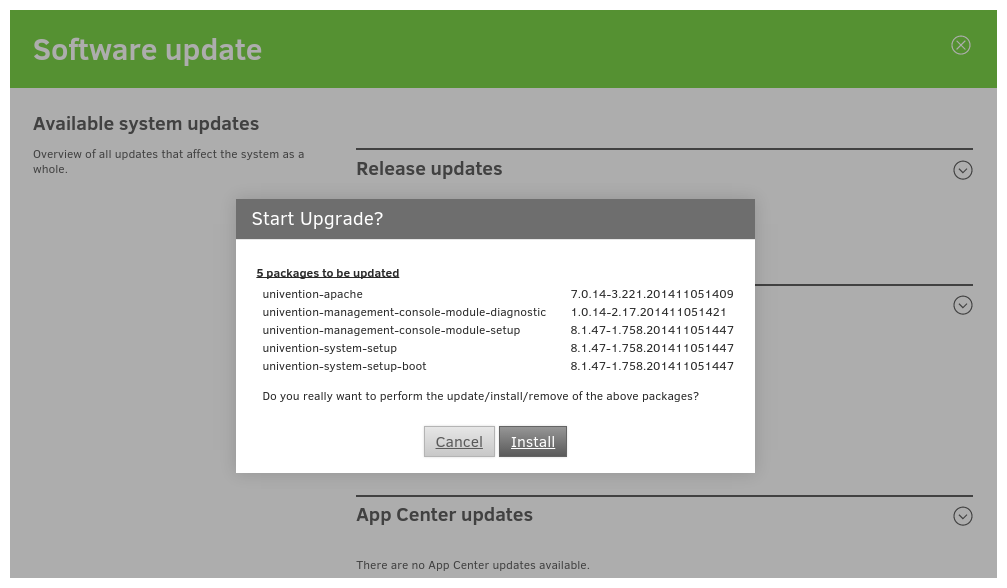 Software update
Available system updates
Overview of all updates that affect the system as a
whole.
Release updates
Start Upgrade?
5 packages to be updated
univention-apache 7.0.14-3.221.201411051409
univention-management-console-module-diagnostic 1.0.14-2.17.201411051421
univention-management-console-module-setup 8.1.47-1.758.201411051447
univention-system-setup 8.1.47-1.758.201411051447
univention-system-setup-boot 8.1.47-1.758.201411051447
Do you really want to perform the update/install/remove of the above packages?
Cancel Install
App Center updates
There are no App Center updates available.